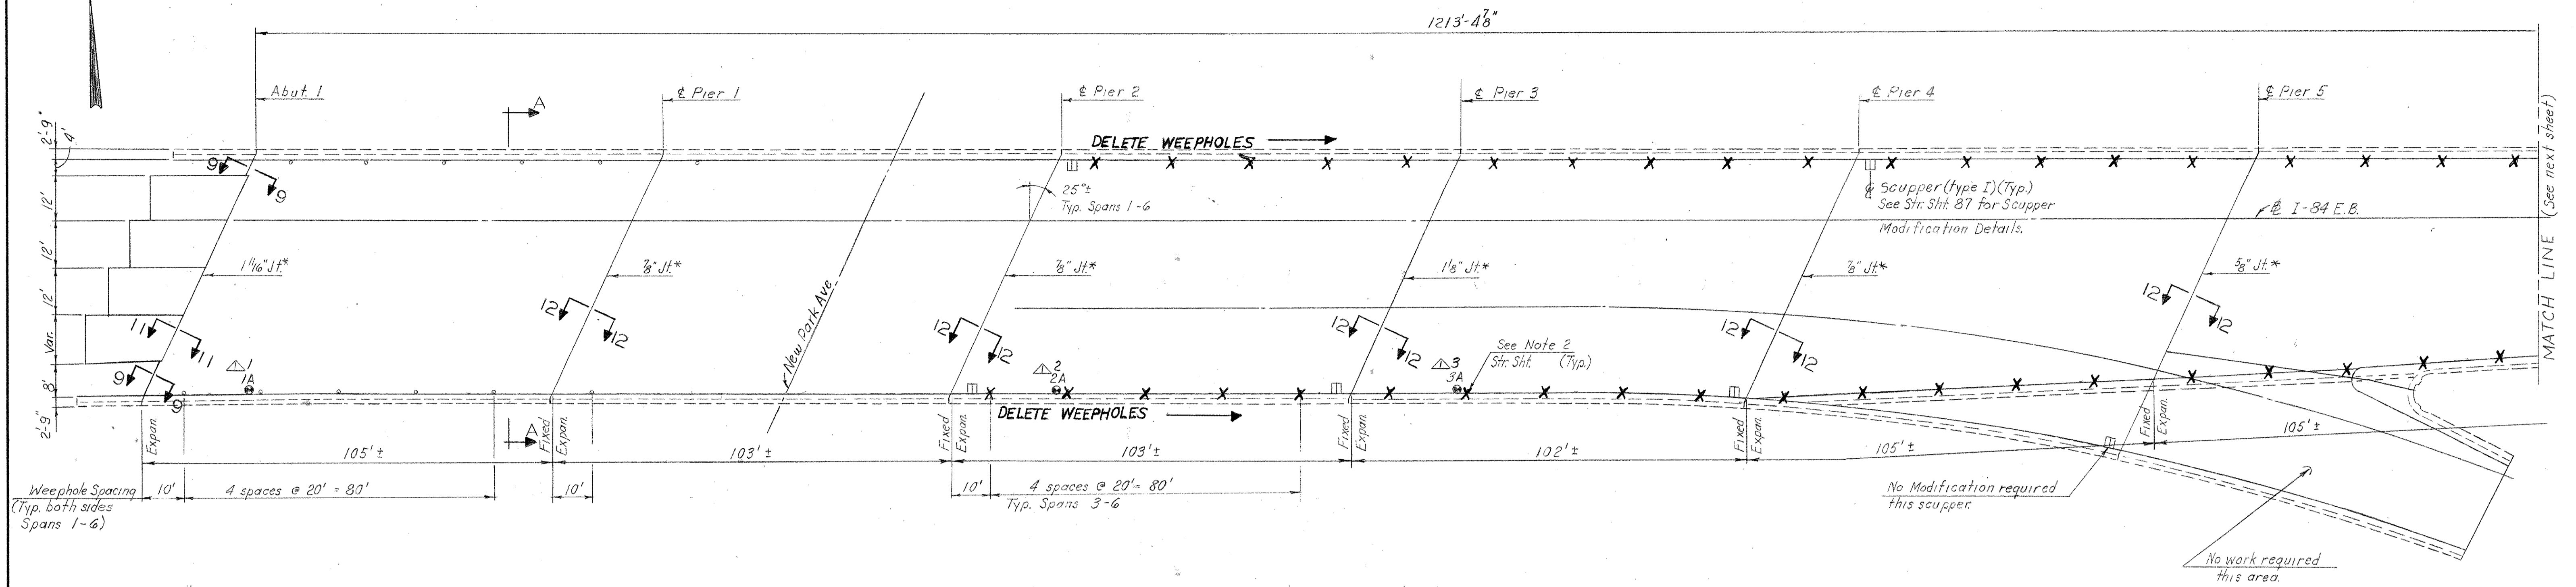 1213'-4 7/8"
Abut. 1
A
℄ Pier 1
℄ Pier 2
℄ Pier 3
℄ Pier 4
℄ Pier 5
MATCH LINE (See next sheet)
2'-9"
4'
DELETE WEEPHOLES
9
9
25°±
Typ. Spans 1-6
℄ Scupper (type I) (Typ.)
See Str. Sht. 87 for Scupper
Modification Details.
℄ I-84 E.B.
12'
12'
12'
Var.
8'
2'-9"
1 11/16" Jt.*
7/8" Jt.*
7/8" Jt.*
1 1/8" Jt.*
7/8" Jt.*
5/8" Jt.*
New Park Ave.
11
11
12
12
12
12
12
12
12
12
12
12
9
9
1
1A
2
2A
3
3A
See Note 2
Str. Sht. (Typ.)
DELETE WEEPHOLES
A
Expan.
Fixed
Expan.
Fixed
Expan.
Fixed
Expan.
Fixed
Expan.
Fixed
Expan.
105'±
103'±
103'±
102'±
105'±
105'±
Weephole Spacing
(Typ. both sides
Spans 1-6)
10'
4 spaces @ 20' = 80'
10'
10'
4 spaces @ 20' = 80'
Typ. Spans 3-6
No Modification required
this scupper.
No work required
this area.